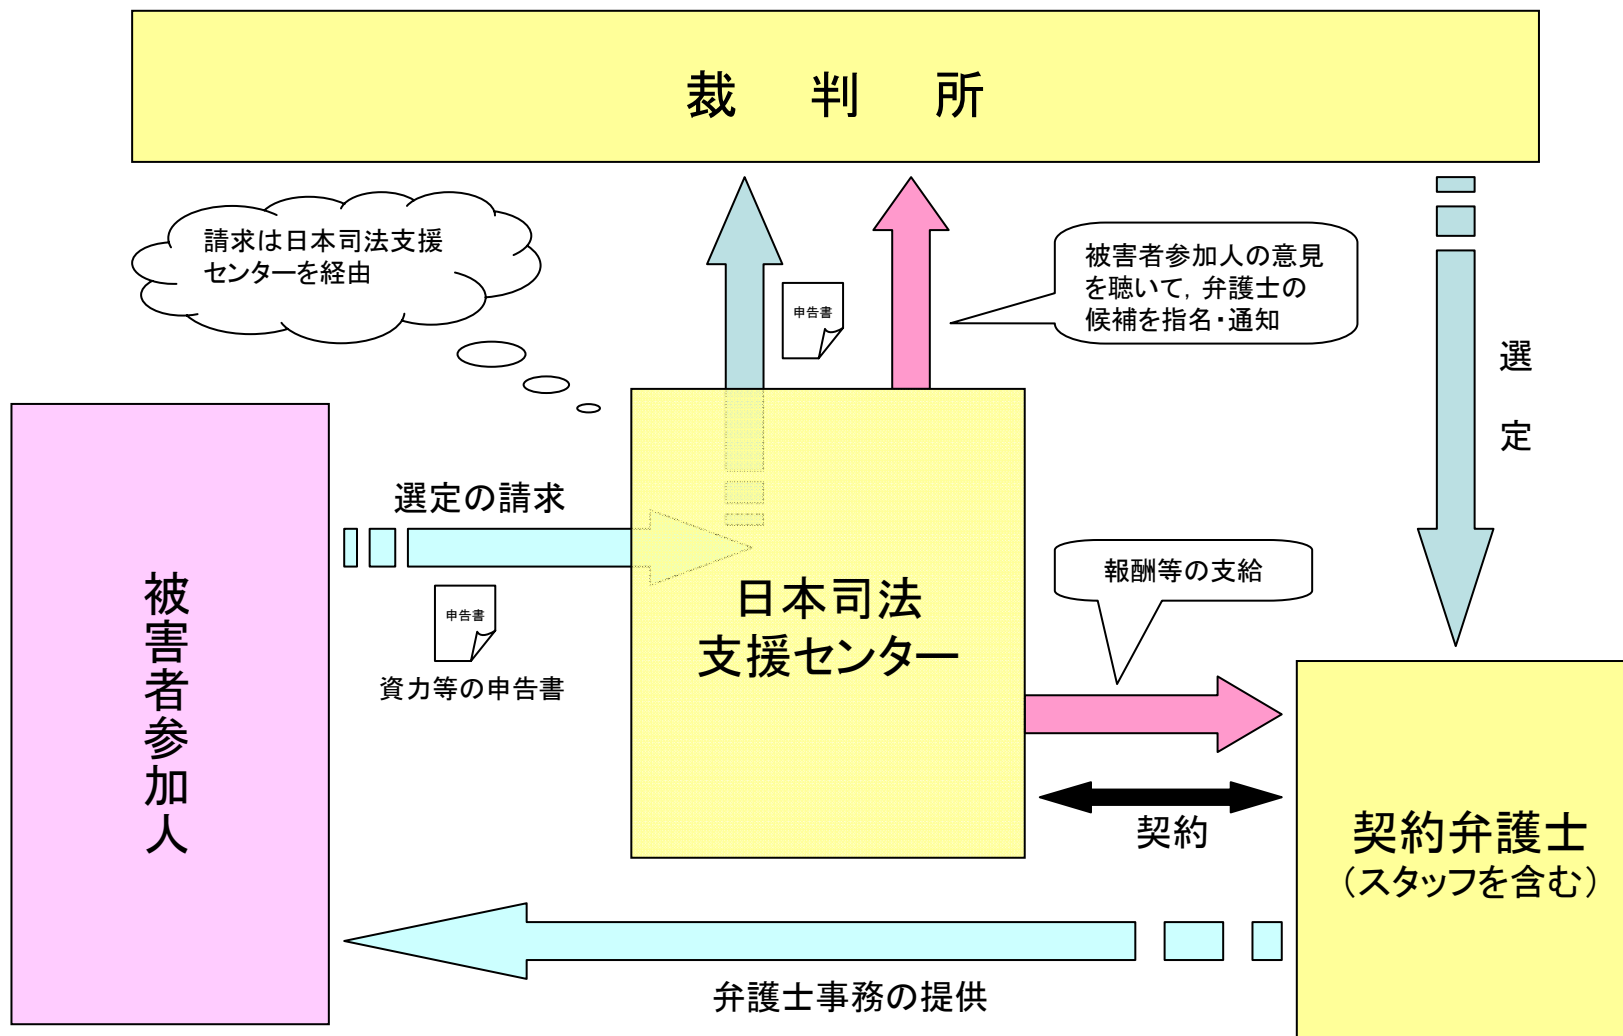 裁判所
請求は日本司法支援
センターを経由
申告書
被害者参加人の意見
を聴いて，弁護士の
候補を指名・通知
選定
選定の請求
申告書
資力等の申告書
被害者参加人
日本司法
支援センター
報酬等の支給
契約
契約弁護士
（スタッフを含む）
弁護士事務の提供